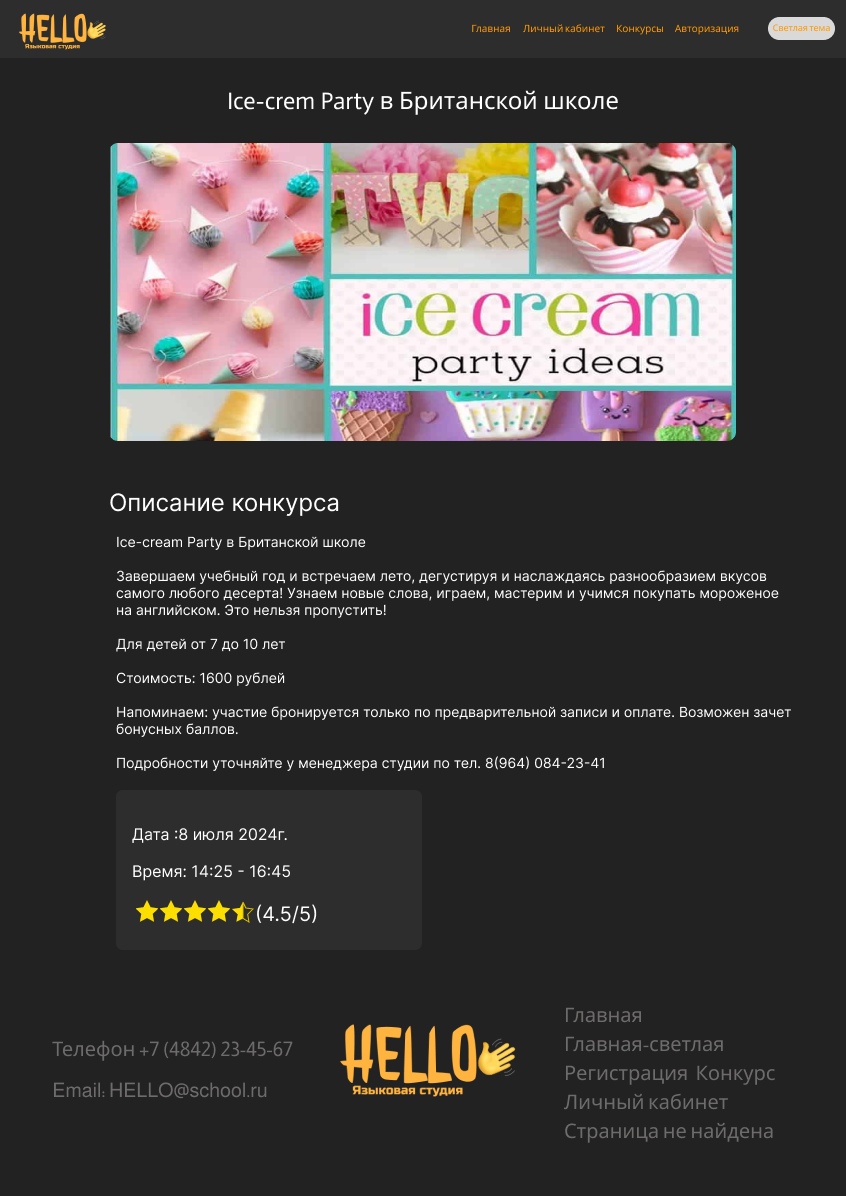 HELLO
Языковая студия
Главная Личный кабинет Конкурсы Авторизация Светлая тема
Ice-crem Party в Британской школе
TWO
ice cream
party ideas
Описание конкурса
Ice-cream Party в Британской школе
Завершаем учебный год и встречаем лето, дегустируя и наслаждаясь разнообразием вкусов
самого любого десерта! Узнаем новые слова, играем, мастерим и учимся покупать мороженое
на английском. Это нельзя пропустить!
Для детей от 7 до 10 лет
Стоимость: 1600 рублей
Напоминаем: участие бронируется только по предварительной записи и оплате. Возможен зачет
бонусных баллов.
Подробности уточняйте у менеджера студии по тел. 8(964) 084-23-41
Дата :8 июля 2024г.
Время: 14:25 - 16:45
(4.5/5)
Телефон +7 (4842) 23-45-67
Email: HELLO@school.ru
HELLO
Языковая студия
Главная
Главная-светлая
Регистрация Конкурс
Личный кабинет
Страница не найдена